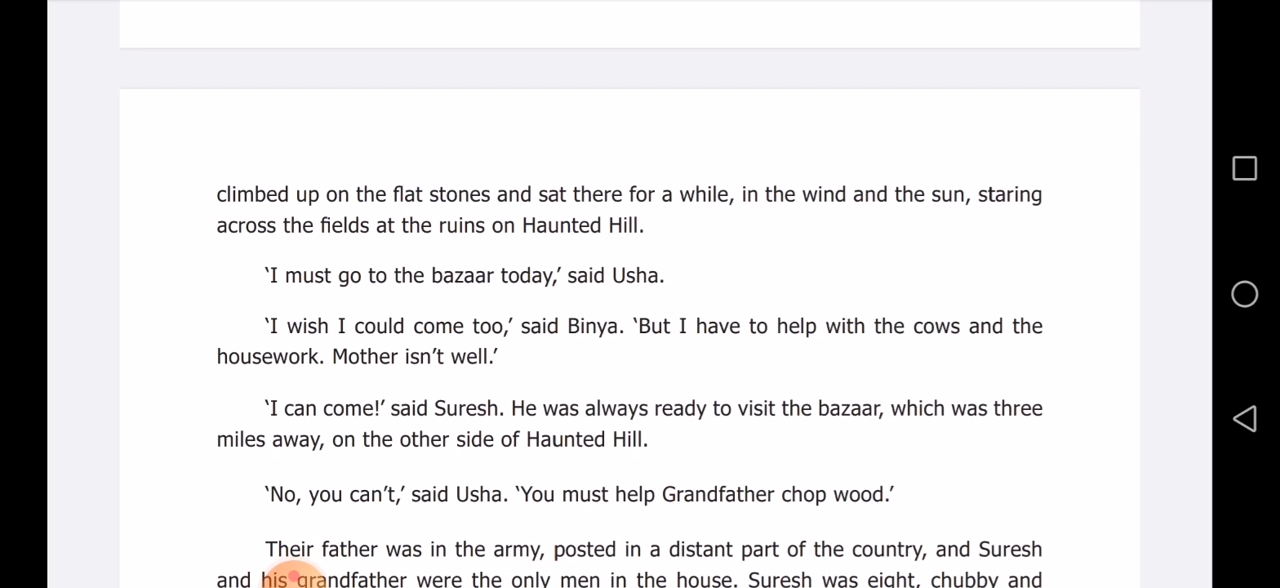 climbed up on the flat stones and sat there for a while, in the wind and the sun, staring
across the fields at the ruins on Haunted Hill.
‘I must go to the bazaar today,’ said Usha.
‘I wish I could come too,’ said Binya. ‘But I have to help with the cows and the
housework. Mother isn’t well.’
‘I can come!’ said Suresh. He was always ready to visit the bazaar, which was three
miles away, on the other side of Haunted Hill.
‘No, you can’t,’ said Usha. ‘You must help Grandfather chop wood.’
Their father was in the army, posted in a distant part of the country, and Suresh
and his grandfather were the only men in the house. Suresh was eight, chubby and